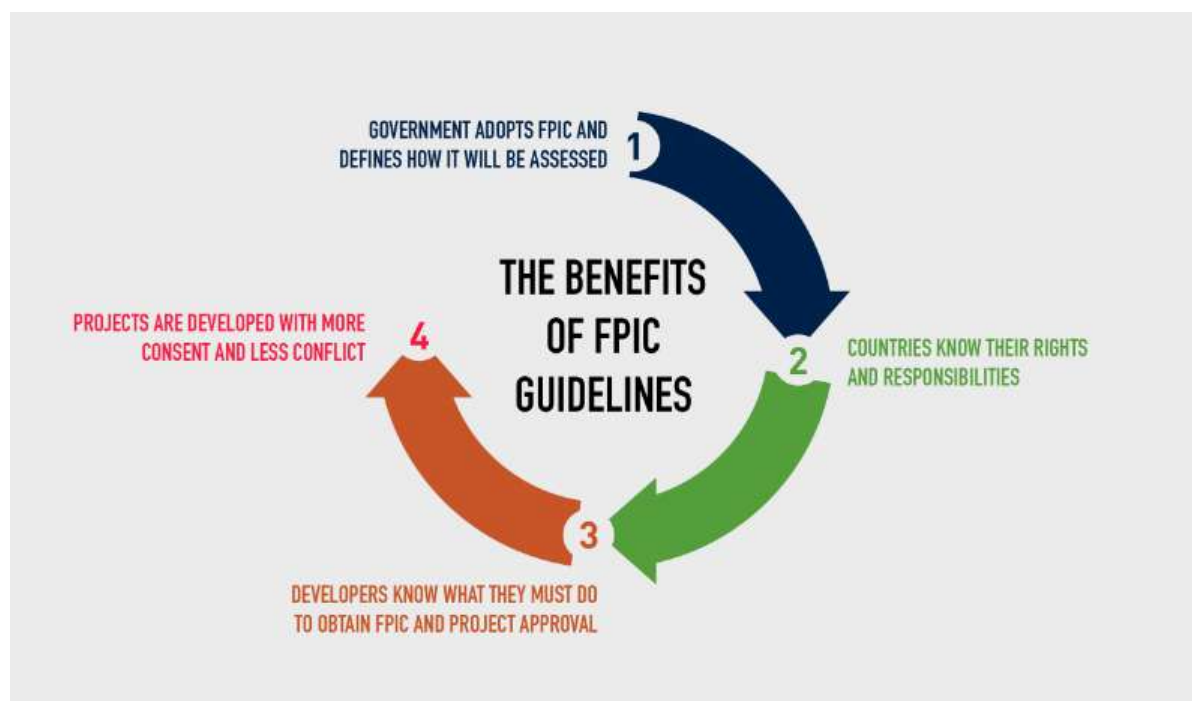 GOVERNMENT ADOPTS FPIC AND
DEFINES HOW IT WILL BE ASSESSED
1
THE BENEFITS
OF FPIC
GUIDELINES
2
COUNTRIES KNOW THEIR RIGHTS
AND RESPONSIBILITIES
3
DEVELOPERS KNOW WHAT THEY MUST DO
TO OBTAIN FPIC AND PROJECT APPROVAL
4
PROJECTS ARE DEVELOPED WITH MORE
CONSENT AND LESS CONFLICT